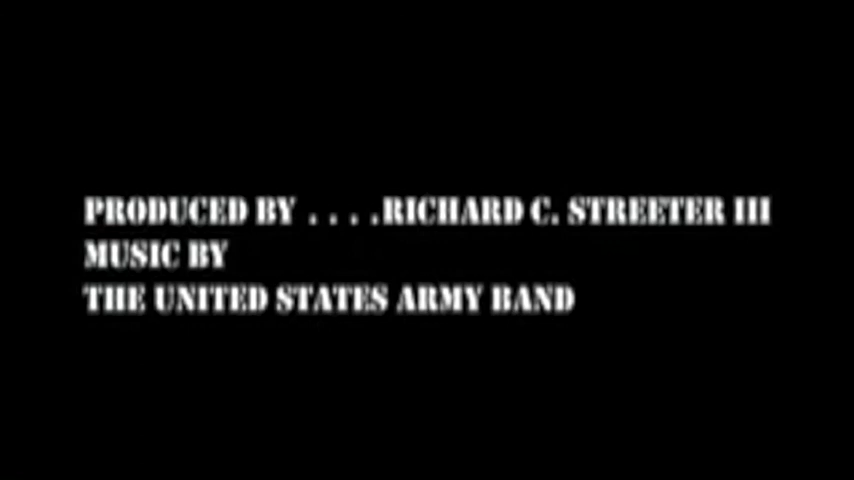 PRODUCED BY . . . .RICHARD C. STREETER III
MUSIC BY
THE UNITED STATES ARMY BAND